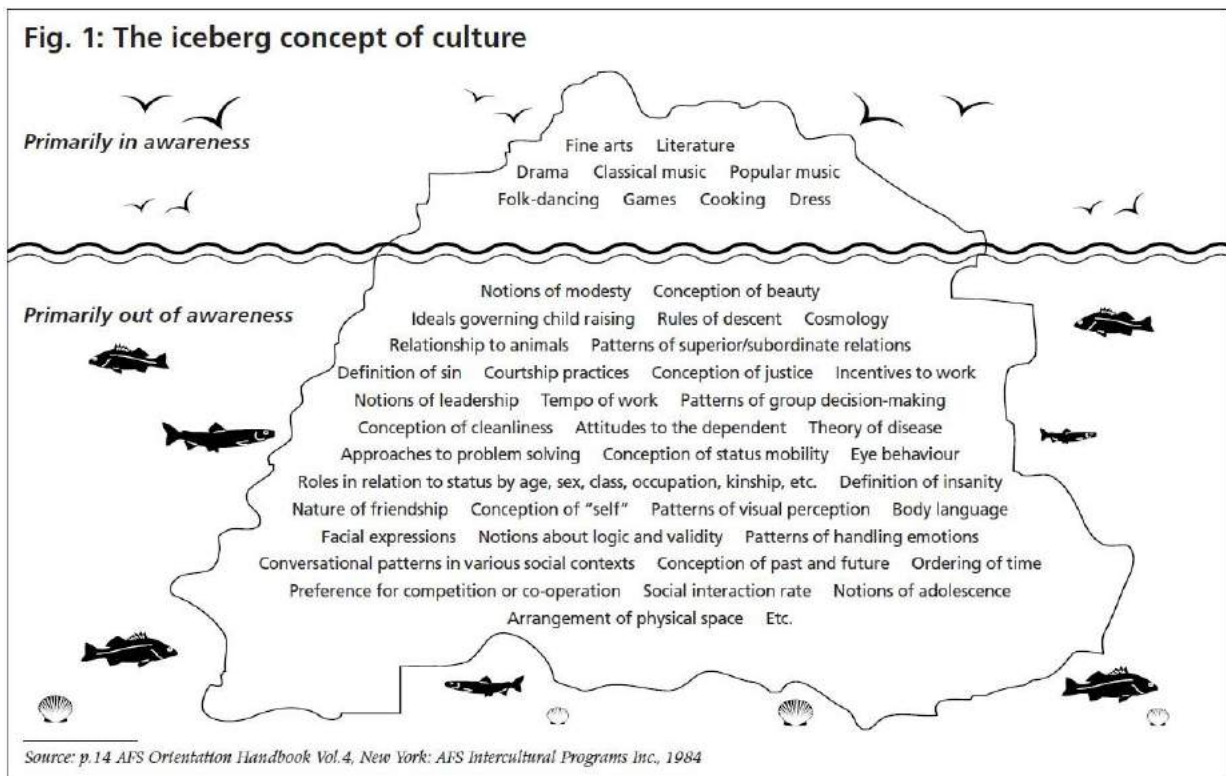 Fig. 1: The iceberg concept of culture
Primarily in awareness
Fine arts Literature
Drama Classical music Popular music
Folk-dancing Games Cooking Dress
Primarily out of awareness
Notions of modesty Conception of beauty
Ideals governing child raising Rules of descent Cosmology
Relationship to animals Patterns of superior/subordinate relations
Definition of sin Courtship practices Conception of justice Incentives to work
Notions of leadership Tempo of work Patterns of group decision-making
Conception of cleanliness Attitudes to the dependent Theory of disease
Approaches to problem solving Conception of status mobility Eye behaviour
Roles in relation to status by age, sex, class, occupation, kinship, etc. Definition of insanity
Nature of friendship Conception of "self" Patterns of visual perception Body language
Facial expressions Notions about logic and validity Patterns of handling emotions
Conversational patterns in various social contexts Conception of past and future Ordering of time
Preference for competition or co-operation Social interaction rate Notions of adolescence
Arrangement of physical space Etc.
Source: p.14 AFS Orientation Handbook Vol.4, New York: AFS Intercultural Programs Inc., 1984